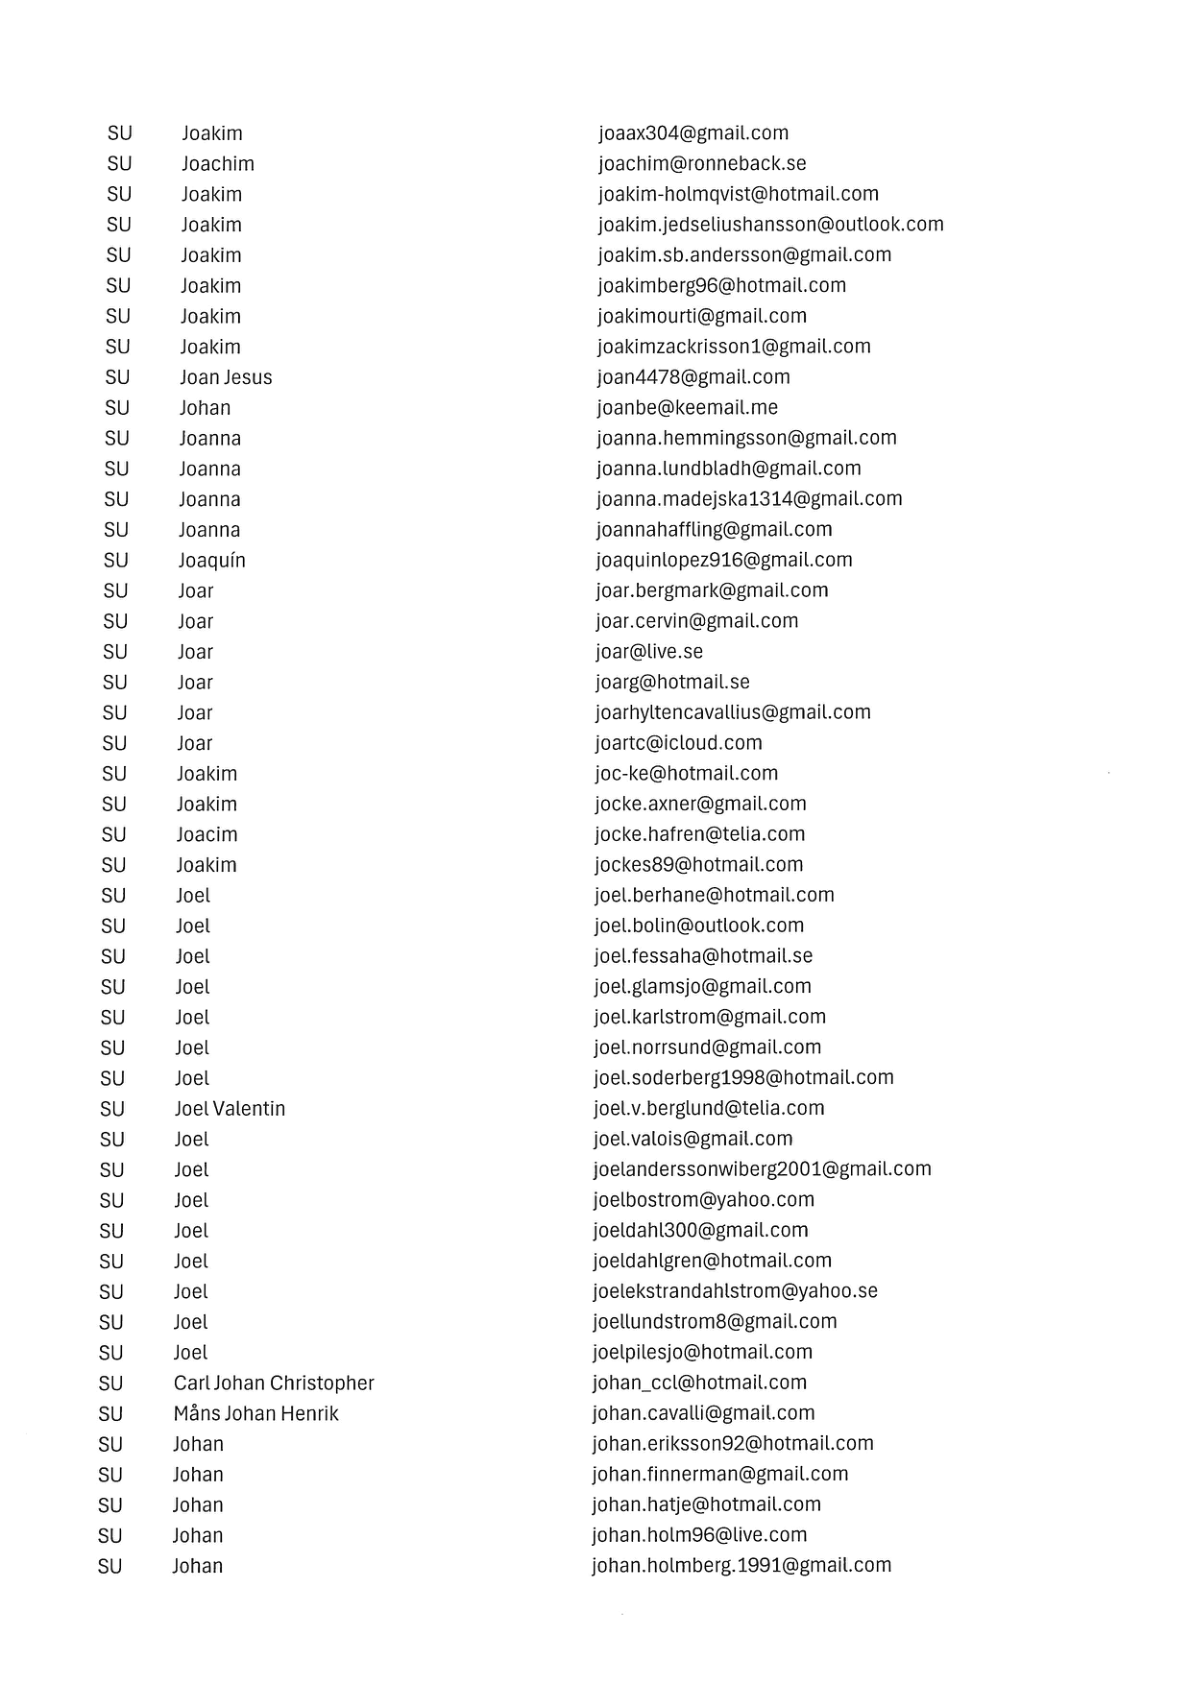 SU Joakim joaax304@gmail.com
SU Joachim joachim@ronneback.se
SU Joakim joakim-holmqvist@hotmail.com
SU Joakim joakim.jedseliushansson@outlook.com
SU Joakim joakim.sb.andersson@gmail.com
SU Joakim joakimberg96@hotmail.com
SU Joakim joakimourti@gmail.com
SU Joakim joakimzackrisson1@gmail.com
SU Joan Jesus joan4478@gmail.com
SU Johan joanbe@keemail.me
SU Joanna joanna.hemmingsson@gmail.com
SU Joanna joanna.lundbladh@gmail.com
SU Joanna joanna.madejska1314@gmail.com
SU Joanna joannahaffling@gmail.com
SU Joaquín joaquinlopez916@gmail.com
SU Joar joar.bergmark@gmail.com
SU Joar joar.cervin@gmail.com
SU Joar joar@live.se
SU Joar joarg@hotmail.se
SU Joar joarhyltencavallius@gmail.com
SU Joar joartc@icloud.com
SU Joakim joc-ke@hotmail.com
SU Joakim jocke.axner@gmail.com
SU Joacim jocke.hafren@telia.com
SU Joakim jockes89@hotmail.com
SU Joel joel.berhane@hotmail.com
SU Joel joel.bolin@outlook.com
SU Joel joel.fessaha@hotmail.se
SU Joel joel.glamsjo@gmail.com
SU Joel joel.karlstrom@gmail.com
SU Joel joel.norrsund@gmail.com
SU Joel joel.soderberg1998@hotmail.com
SU Joel Valentin joel.v.berglund@telia.com
SU Joel joel.valois@gmail.com
SU Joel joelanderssonwiberg2001@gmail.com
SU Joel joelbostrom@yahoo.com
SU Joel joeldahl300@gmail.com
SU Joel joeldahlgren@hotmail.com
SU Joel joelekstrandahlstrom@yahoo.se
SU Joel joellundstrom8@gmail.com
SU Joel joelpilesjo@hotmail.com
SU Carl Johan Christopher johan_ccl@hotmail.com
SU Måns Johan Henrik johan.cavalli@gmail.com
SU Johan johan.eriksson92@hotmail.com
SU Johan johan.finnerman@gmail.com
SU Johan johan.hatje@hotmail.com
SU Johan johan.holm96@live.com
SU Johan johan.holmberg.1991@gmail.com